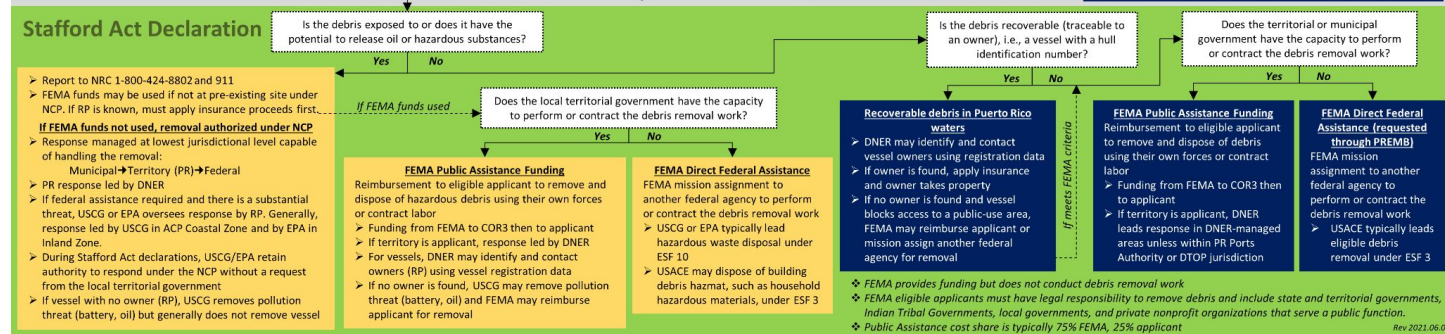 Stafford Act Declaration
Is the debris exposed to or does it have the
potential to release oil or hazardous substances?
Yes No
➢ Report to NRC 1-800-424-8802 and 911
➢ FEMA funds may be used if not at pre-existing site under
NCP. If RP is known, must apply insurance proceeds first.
If FEMA funds not used, removal authorized under NCP
➢ Response managed at lowest jurisdictional level capable
of handling the removal:
Municipal➔Territory (PR)➔Federal
➢ PR response led by DNER
➢ If federal assistance required and there is a substantial
threat, USCG or EPA oversees response by RP. Generally,
response led by USCG in ACP Coastal Zone and by EPA in
Inland Zone.
➢ During Stafford Act declarations, USCG/EPA retain
authority to respond under the NCP without a request
from the local territorial government
➢ If vessel with no owner (RP), USCG removes pollution
threat (battery, oil) but generally does not remove vessel
If FEMA funds used
Does the local territorial government have the capacity
to perform or contract the debris removal work?
Yes No
FEMA Public Assistance Funding
Reimbursement to eligible applicant to remove and
dispose of hazardous debris using their own forces
or contract labor
➢ Funding from FEMA to COR3 then to applicant
➢ If territory is applicant, response led by DNER
➢ For vessels, DNER may identify and contact
owners (RP) using vessel registration data
➢ If no owner is found, USCG may remove pollution
threat (battery, oil) and FEMA may reimburse
applicant for removal
FEMA Direct Federal Assistance
FEMA mission assignment to
another federal agency to perform
or contract the debris removal work
➢ USCG or EPA typically lead
hazardous waste disposal under
ESF 10
➢ USACE may dispose of building
debris hazmat, such as household
hazardous materials, under ESF 3
Is the debris recoverable (traceable to
an owner), i.e., a vessel with a hull
identification number?
Yes No
Recoverable debris in Puerto Rico
waters
➢ DNER may identify and contact
vessel owners using registration data
➢ If owner is found, apply insurance
and owner takes property
➢ If no owner is found and vessel
blocks access to a public-use area,
FEMA may reimburse applicant or
mission assign another federal
agency for removal
If meets FEMA criteria
Does the territorial or municipal
government have the capacity to perform
or contract the debris removal work?
Yes No
FEMA Public Assistance Funding
Reimbursement to eligible applicant
to remove and dispose of debris
using their own forces or contract
labor
➢ Funding from FEMA to COR3 then
to applicant
➢ If territory is applicant, DNER
leads response in DNER-managed
areas unless within PR Ports
Authority or DTOP jurisdiction
FEMA Direct Federal
Assistance (requested
through PREMB)
FEMA mission
assignment to another
federal agency to
perform or contract the
debris removal work
➢ USACE typically leads
eligible debris
removal under ESF 3
❖ FEMA provides funding but does not conduct debris removal work
❖ FEMA eligible applicants must have legal responsibility to remove debris and include state and territorial governments,
Indian Tribal Governments, local governments, and private nonprofit organizations that serve a public function.
❖ Public Assistance cost share is typically 75% FEMA, 25% applicant
Rev 2021.06.0